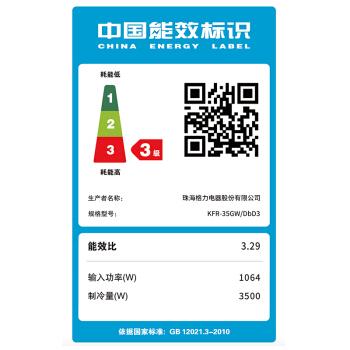 中国能效标识
CHINA ENERGY LABEL
耗能低
1
2
3
3级
耗能高
生产者名称: 珠海格力电器股份有限公司
规格型号: KFR-35GW/DbD3
能效比 3.29
输入功率(W) 1064
制冷量(W) 3500
依据国家标准: GB 12021.3-2010